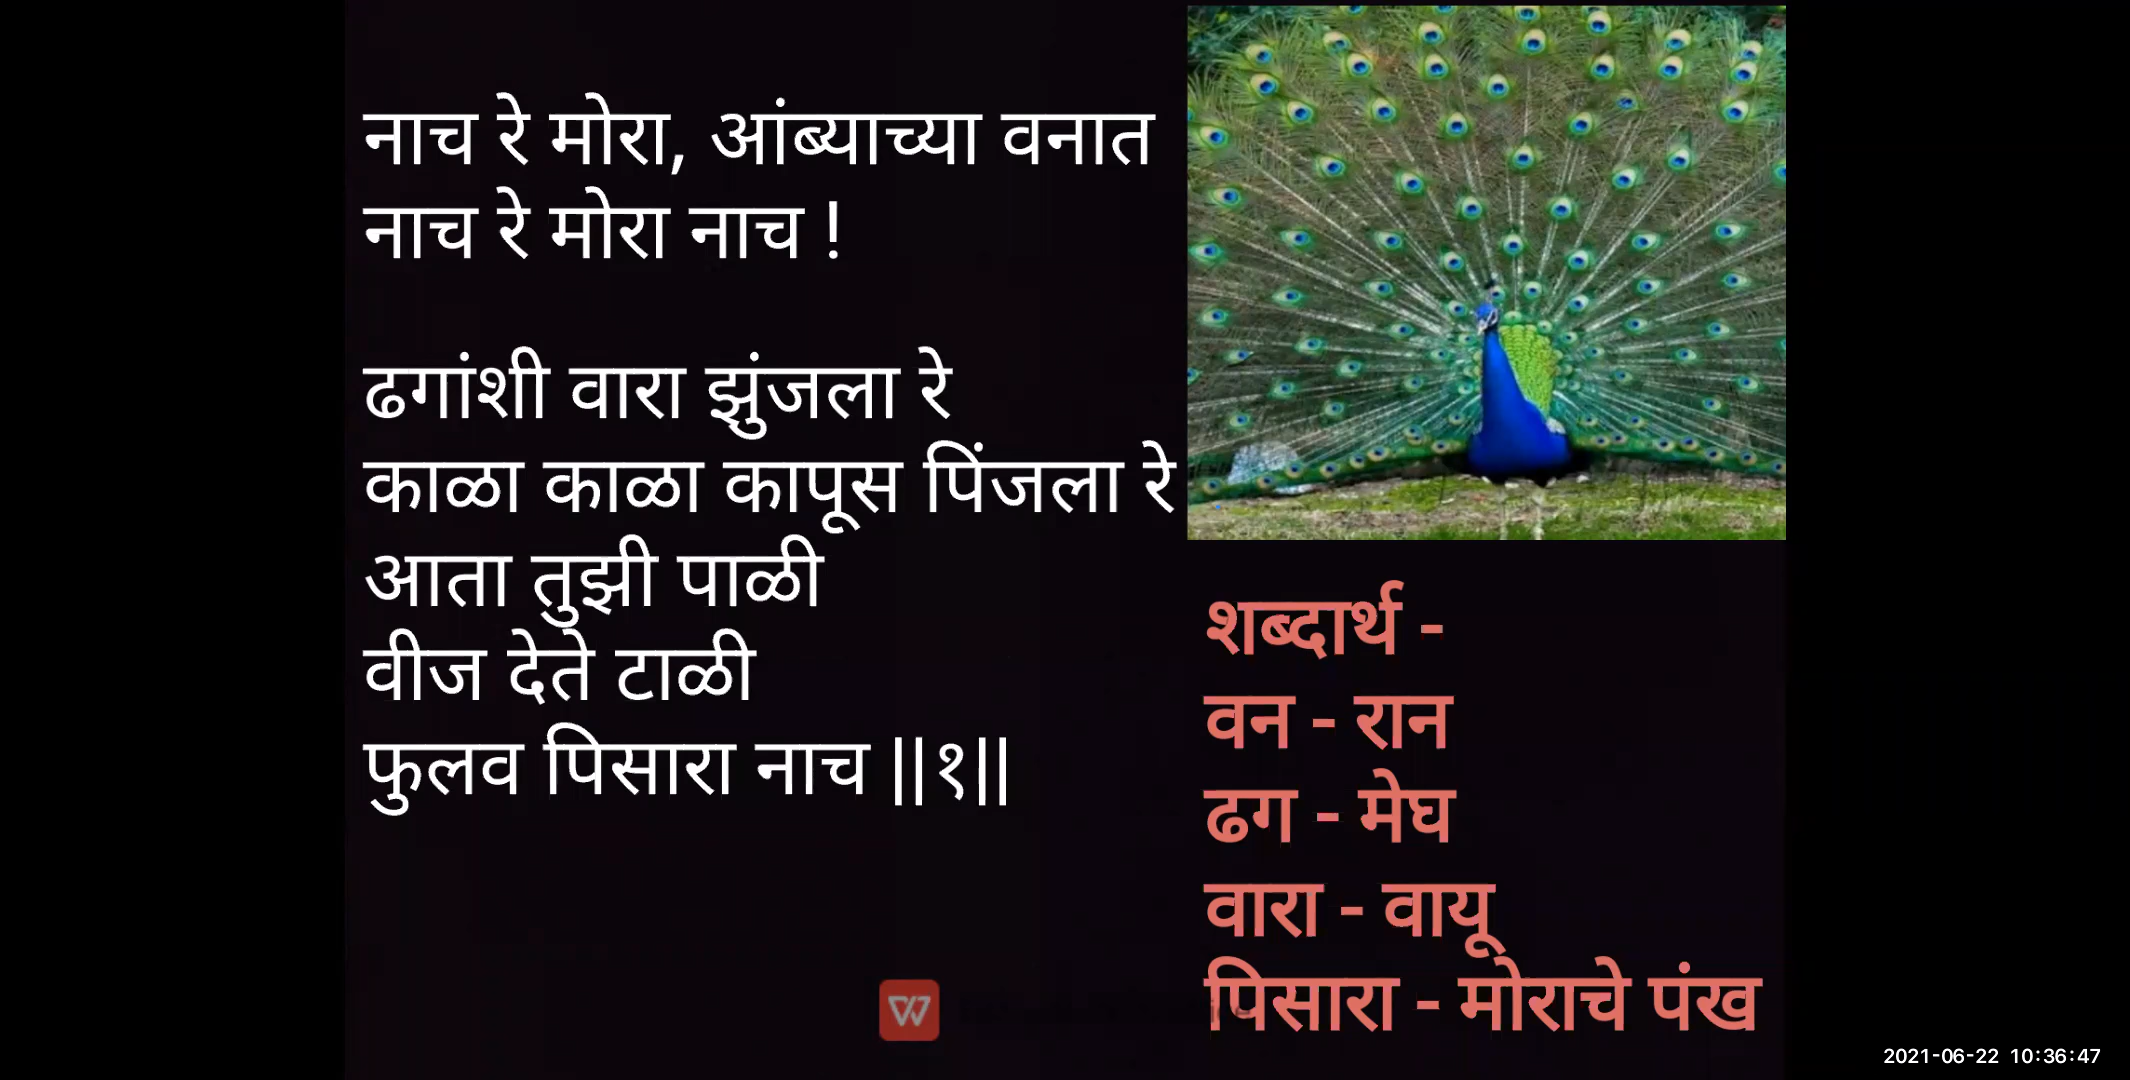 नाच रे मोरा, आंब्याच्या वनात
नाच रे मोरा नाच !
ढगांशी वारा झुंजला रे
काळा काळा कापूस पिंजला रे
आता तुझी पाळी
वीज देते टाळी
फुलव पिसारा नाच ||१||
शब्दार्थ -
वन - रान
ढग - मेघ
वारा - वायू
पिसारा - मोराचे पंख
2021-06-22 10:36:47